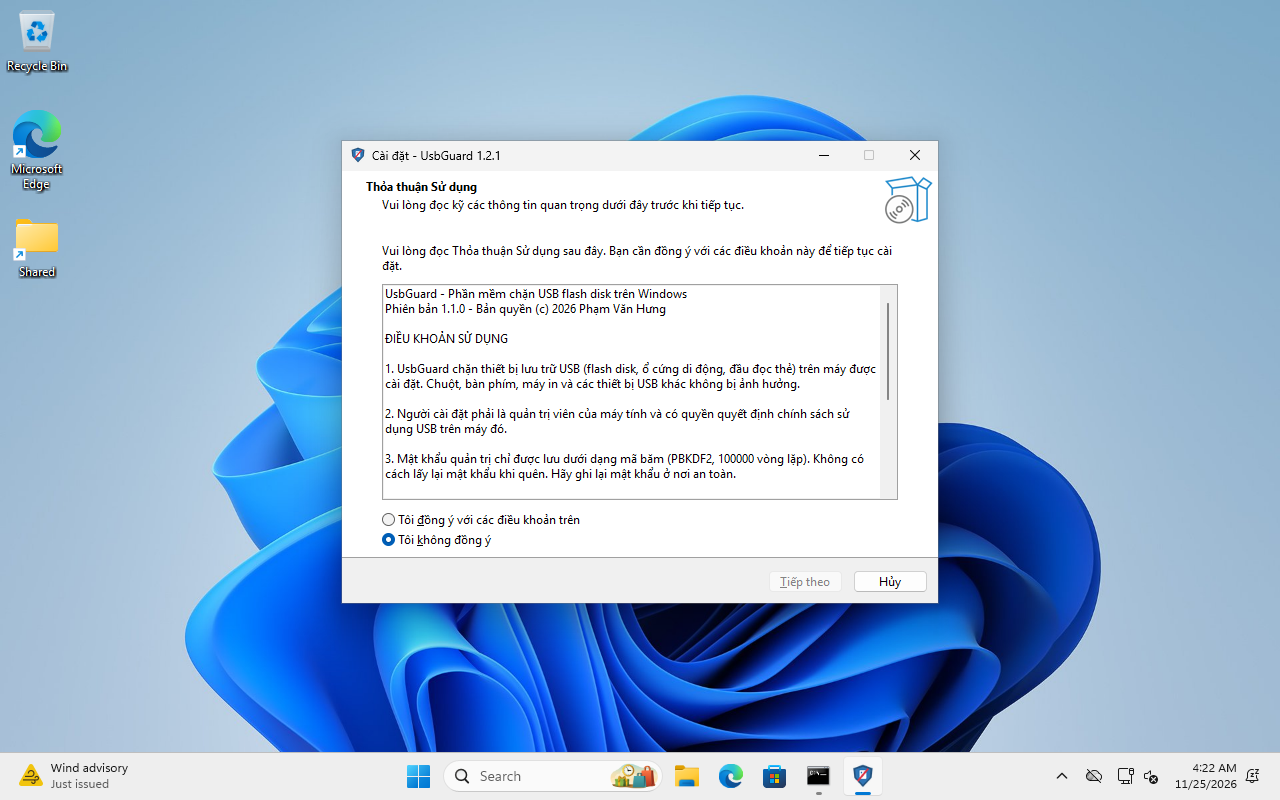 Recycle Bin
Microsoft
Edge
Shared
Cài đặt - UsbGuard 1.2.1
Thỏa thuận Sử dụng
Vui lòng đọc kỹ các thông tin quan trọng dưới đây trước khi tiếp tục.
Vui lòng đọc Thỏa thuận Sử dụng sau đây. Bạn cần đồng ý với các điều khoản này để tiếp tục cài
đặt.
UsbGuard - Phần mềm chặn USB flash disk trên Windows
Phiên bản 1.1.0 - Bản quyền (c) 2026 Phạm Văn Hưng
ĐIỀU KHOẢN SỬ DỤNG
1. UsbGuard chặn thiết bị lưu trữ USB (flash disk, ổ cứng di động, đầu đọc thẻ) trên máy được
cài đặt. Chuột, bàn phím, máy in và các thiết bị USB khác không bị ảnh hưởng.
2. Người cài đặt phải là quản trị viên của máy tính và có quyền quyết định chính sách sử
dụng USB trên máy đó.
3. Mật khẩu quản trị chỉ được lưu dưới dạng mã băm (PBKDF2, 100000 vòng lặp). Không có
cách lấy lại mật khẩu khi quên. Hãy ghi lại mật khẩu ở nơi an toàn.
Tôi đồng ý với các điều khoản trên
Tôi không đồng ý
Tiếp theo
Hủy
Wind advisory
Just issued
Search
4:22 AM
11/25/2026